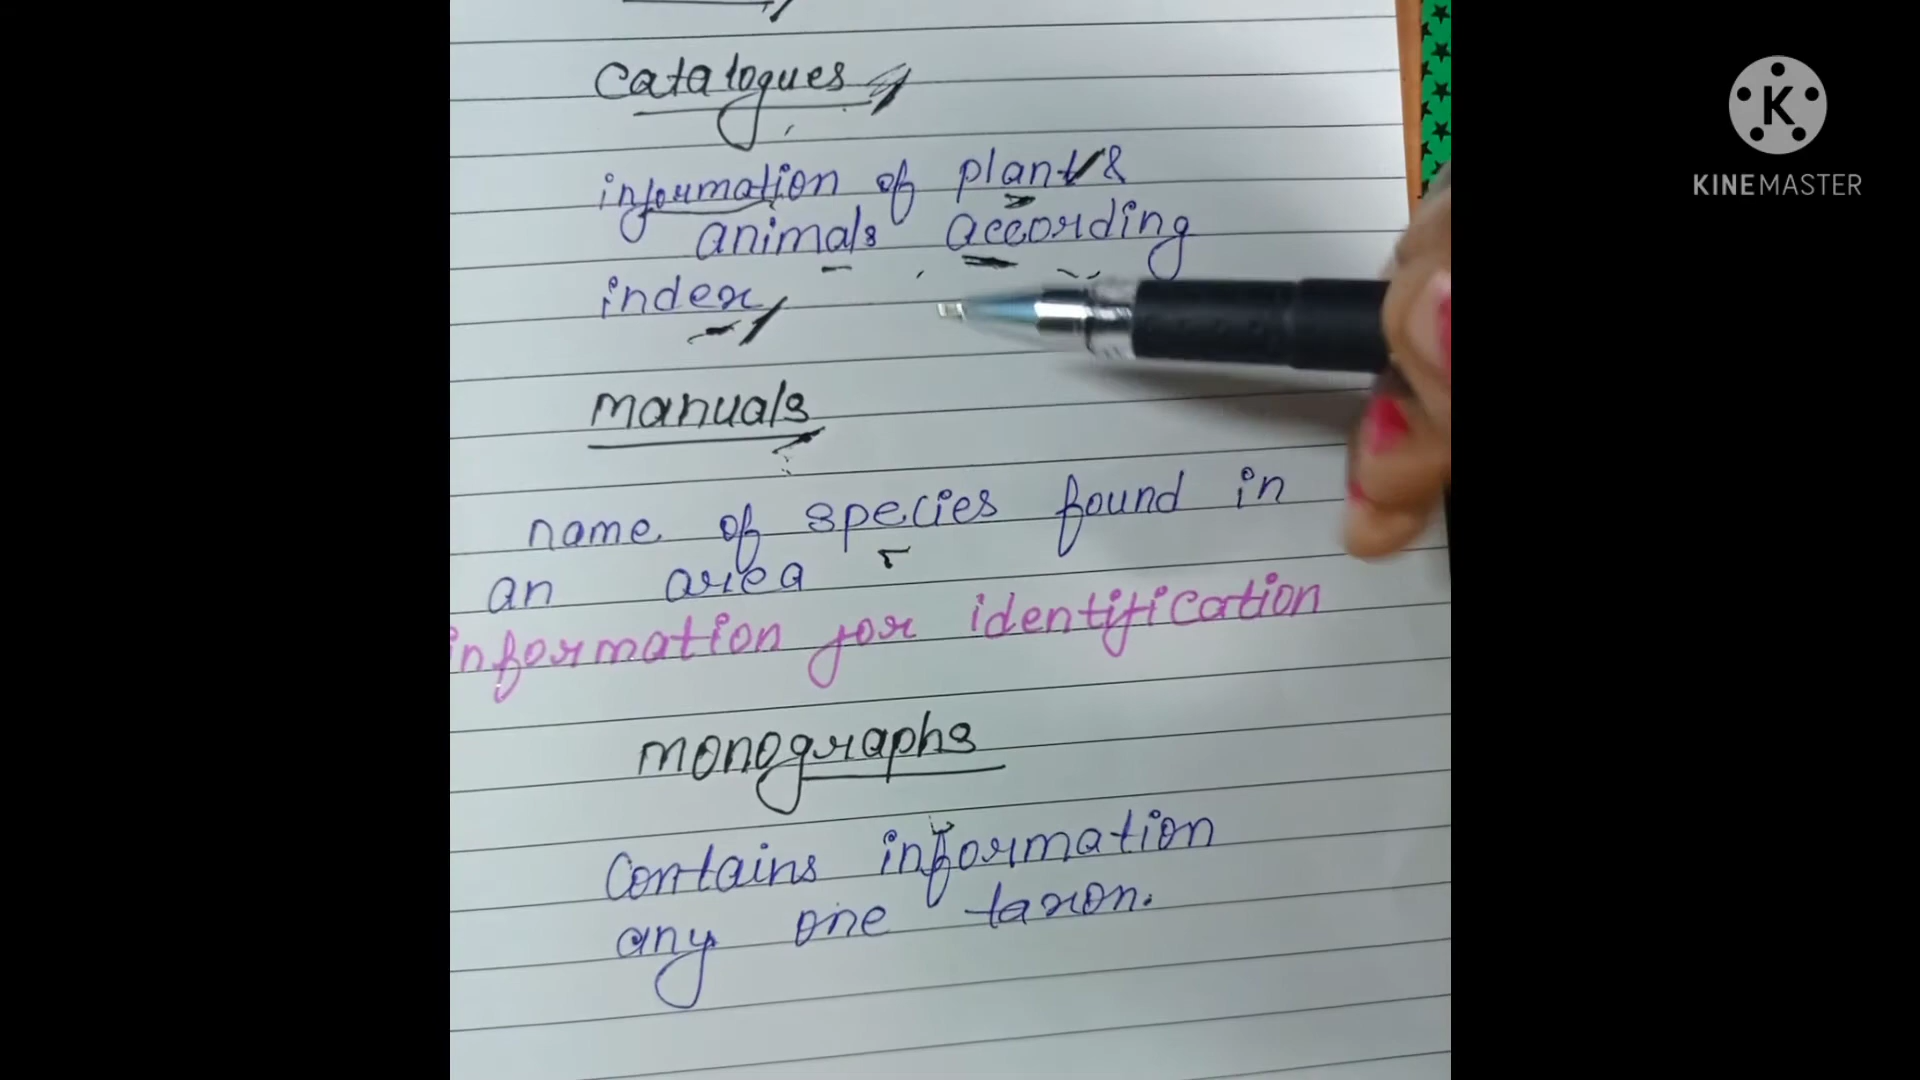 Catalogues
information of plant &
animals according
index
manuals
name of species found in
an area
information for identification
monographs
Contains information
any one taxon.
K
KINEMASTER